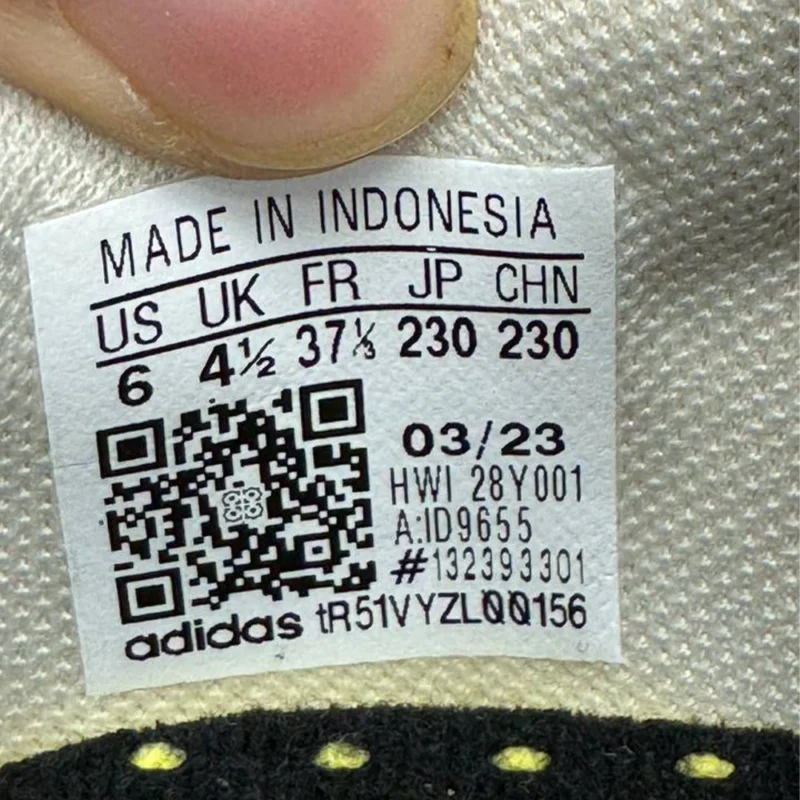 MADE IN INDONESIA
US UK FR JP CHN
6 4½ 37⅓ 230 230
03/23
HWI 28Y001
A:ID9655
#132393301
adidas tR51VYZL00156